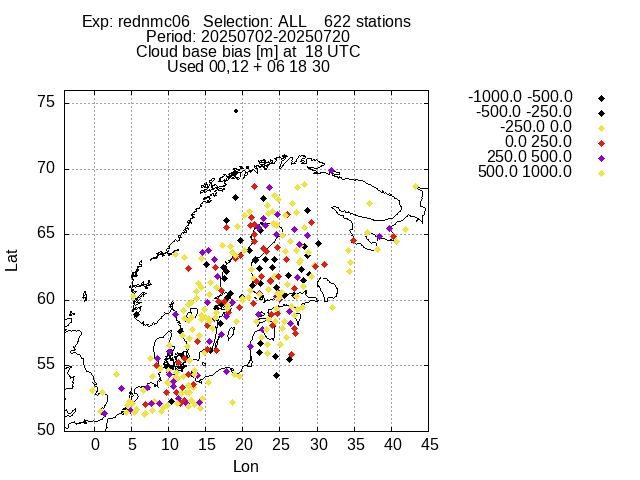 Exp: rednmc06 Selection: ALL 622 stations
Period: 20250702-20250720
Cloud base bias [m] at 18 UTC
Used 00,12 + 06 18 30
-1000.0 -500.0
-500.0 -250.0
-250.0 0.0
0.0 250.0
250.0 500.0
500.0 1000.0
75
70
65
60
55
50
Lat
0 5 10 15 20 25 30 35 40 45
Lon